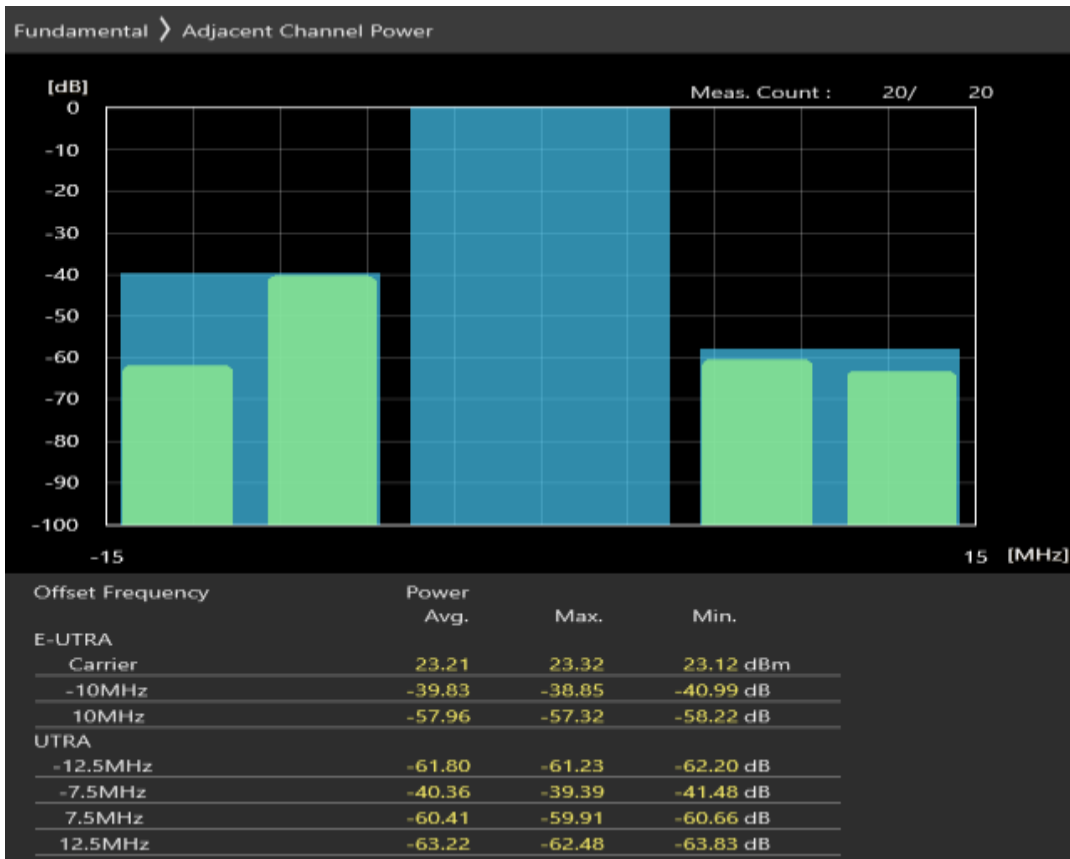 Fundamental ❭ Adjacent Channel Power
[dB]
Meas. Count : 20/ 20
0
-10
-20
-30
-40
-50
-60
-70
-80
-90
-100
-15 15 [MHz]
Offset Frequency Power
Avg. Max. Min.
E-UTRA
Carrier 23.21 23.32 23.12 dBm
-10MHz -39.83 -38.85 -40.99 dB
10MHz -57.96 -57.32 -58.22 dB
UTRA
-12.5MHz -61.80 -61.23 -62.20 dB
-7.5MHz -40.36 -39.39 -41.48 dB
7.5MHz -60.41 -59.91 -60.66 dB
12.5MHz -63.22 -62.48 -63.83 dB